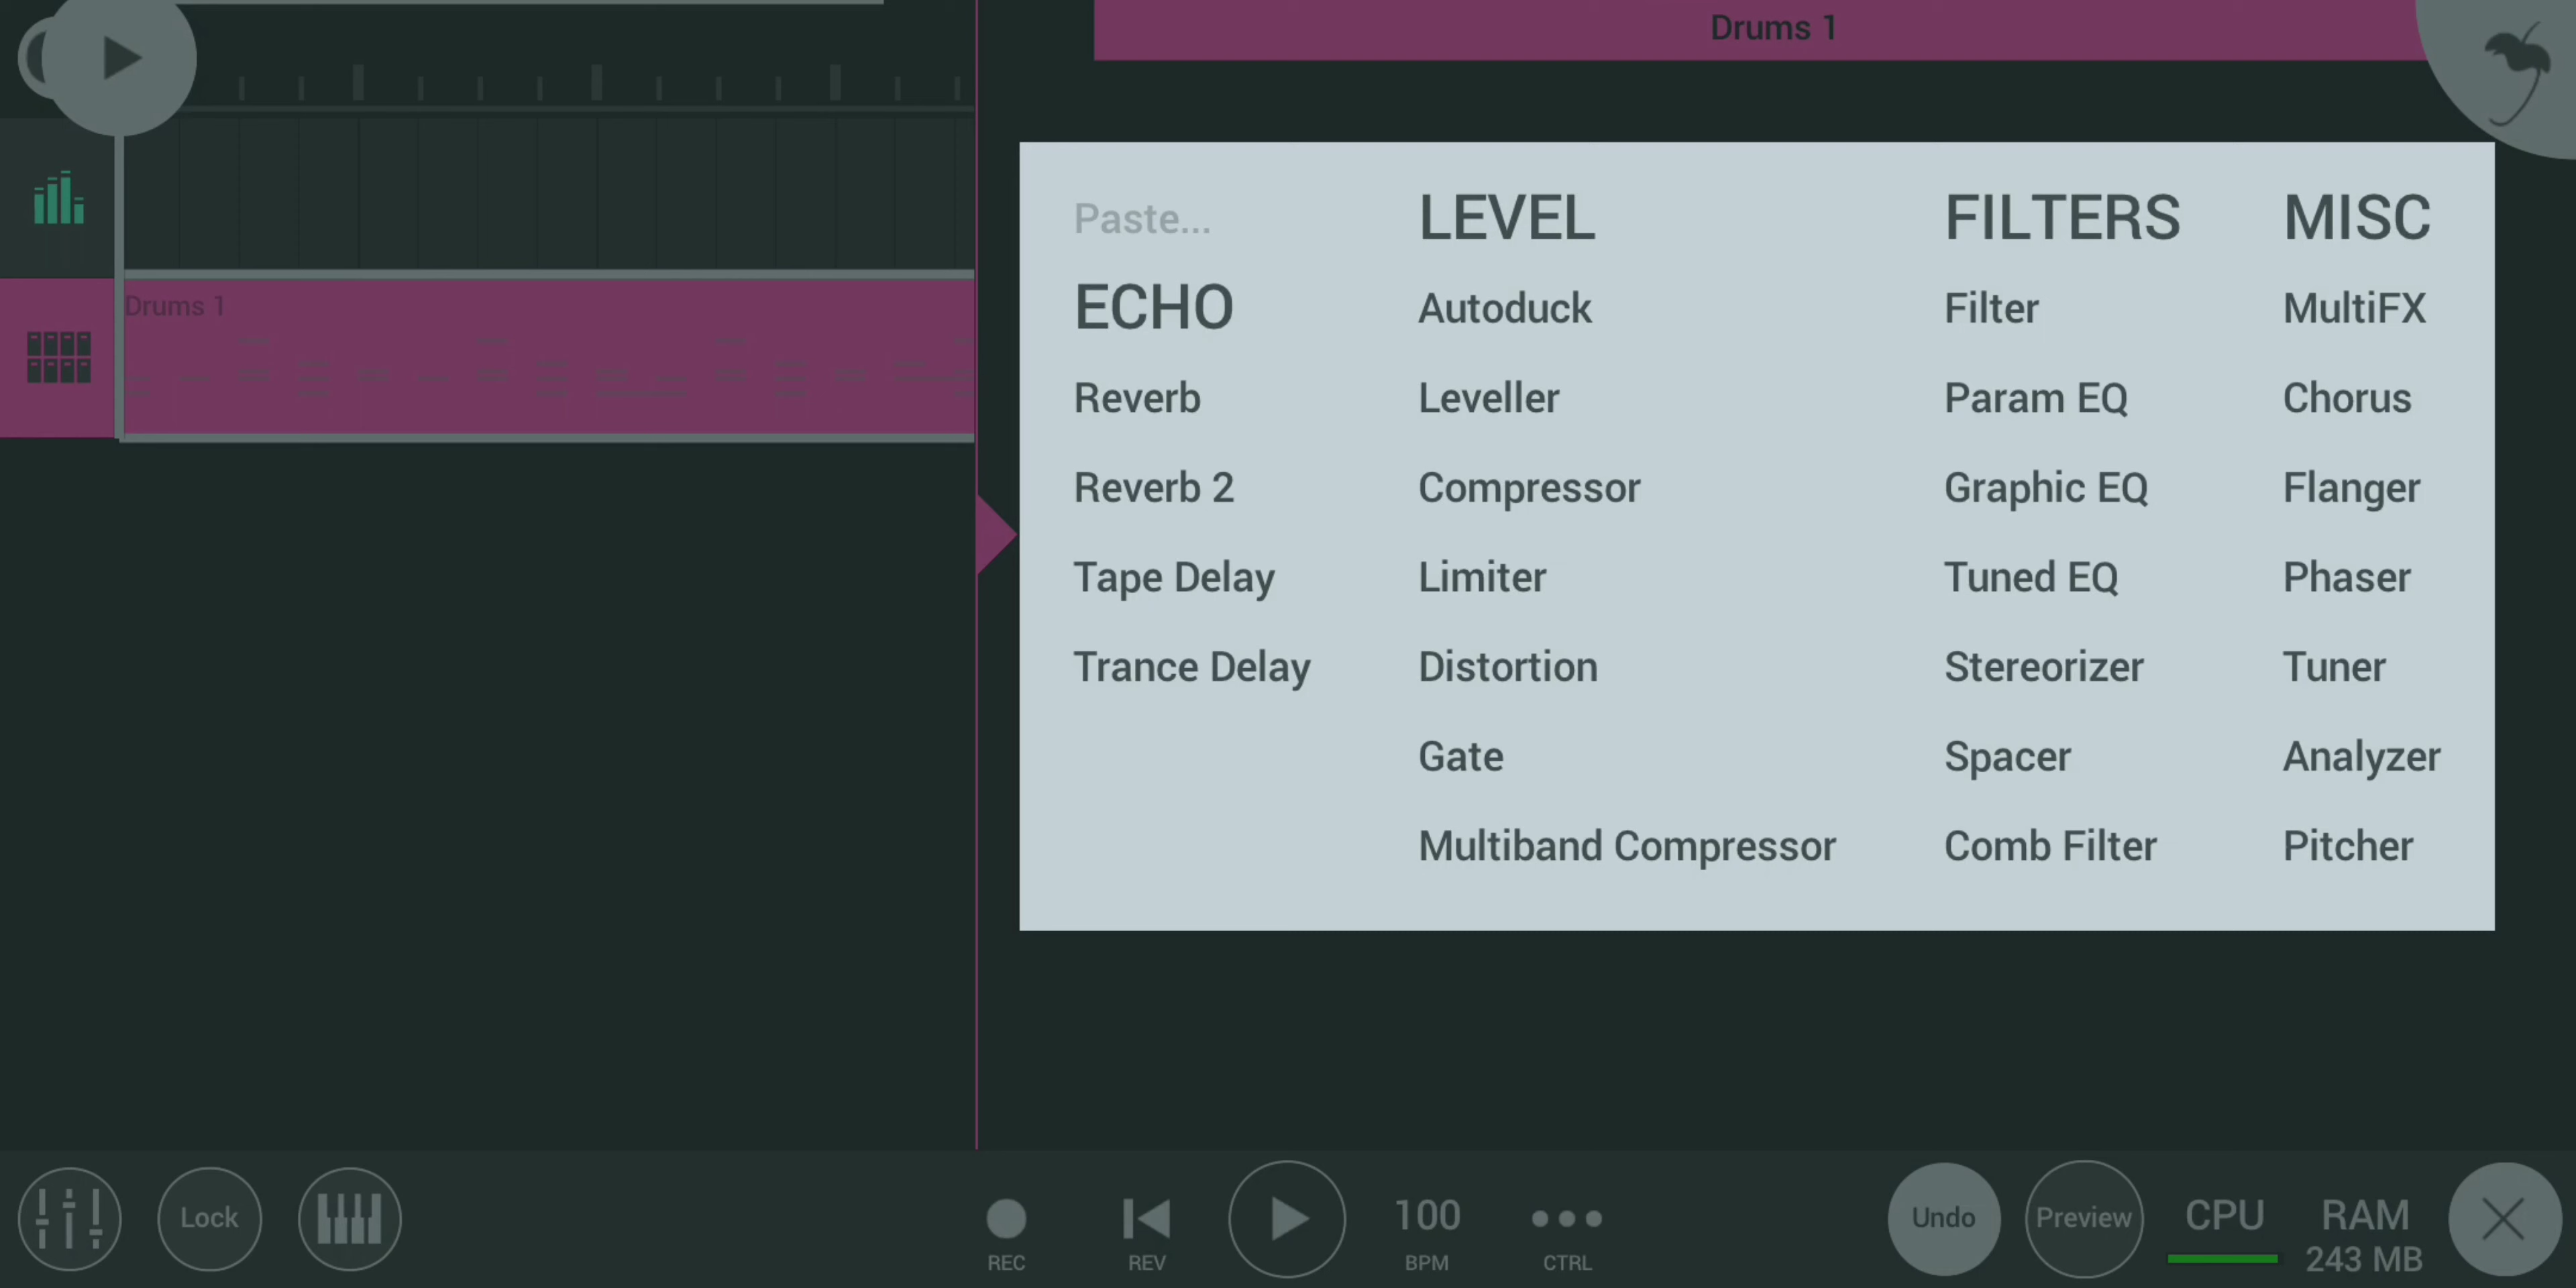 Drums 1
Drums 1
Paste...
ECHO
Reverb
Reverb 2
Tape Delay
Trance Delay
LEVEL
Autoduck
Leveller
Compressor
Limiter
Distortion
Gate
Multiband Compressor
FILTERS
Filter
Param EQ
Graphic EQ
Tuned EQ
Stereorizer
Spacer
Comb Filter
MISC
MultiFX
Chorus
Flanger
Phaser
Tuner
Analyzer
Pitcher
Lock
REC
REV
100
BPM
CTRL
Undo
Preview
CPU
RAM
243 MB